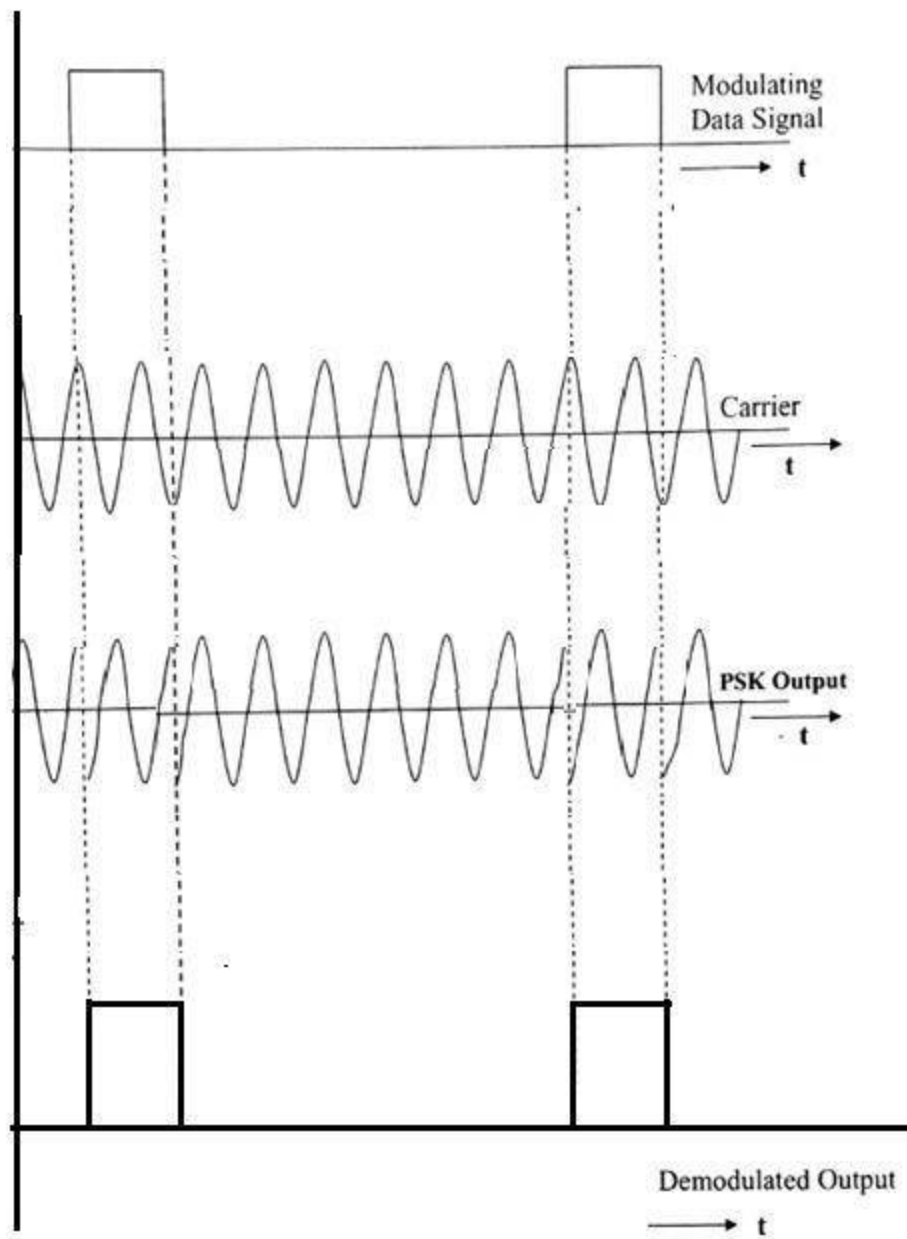 Modulating
Data Signal
t
Carrier
t
PSK Output
t
Demodulated Output
t